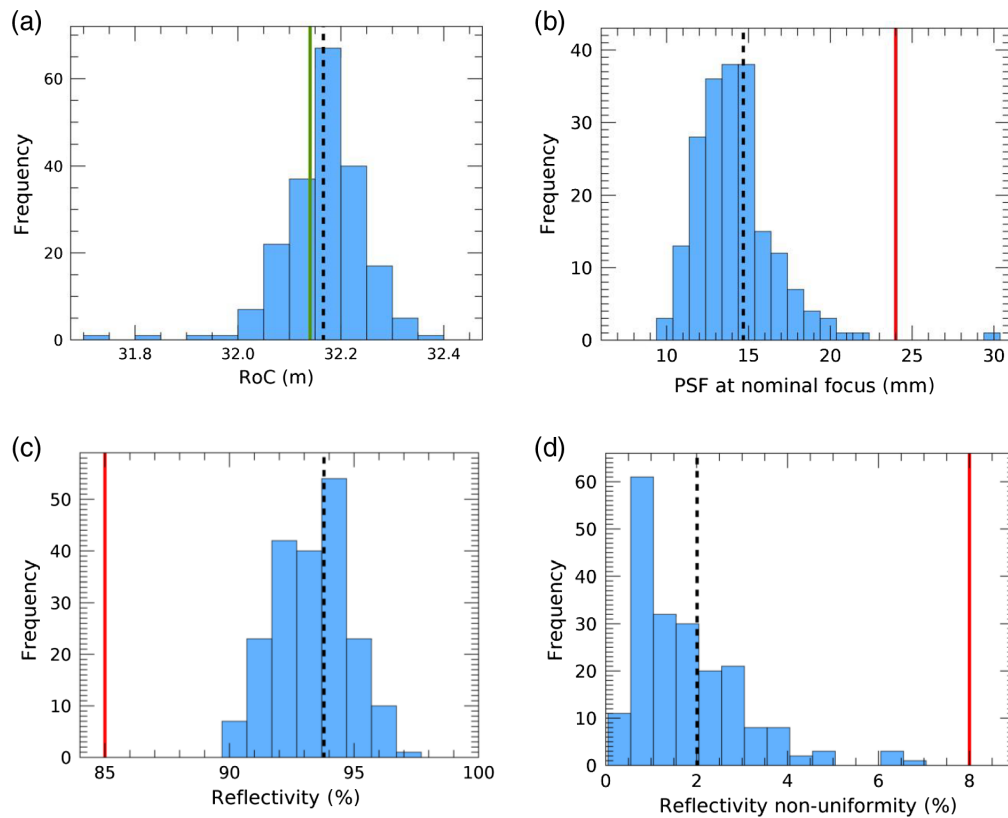 (a)
60
40
20
0
Frequency
31.8 32.0 32.2 32.4
RoC (m)
(b)
40
30
20
10
0
Frequency
10 15 20 25 30
PSF at nominal focus (mm)
(c)
50
40
30
20
10
0
Frequency
85 90 95 100
Reflectivity (%)
(d)
60
50
40
30
20
10
0
Frequency
0 2 4 6 8
Reflectivity non-uniformity (%)